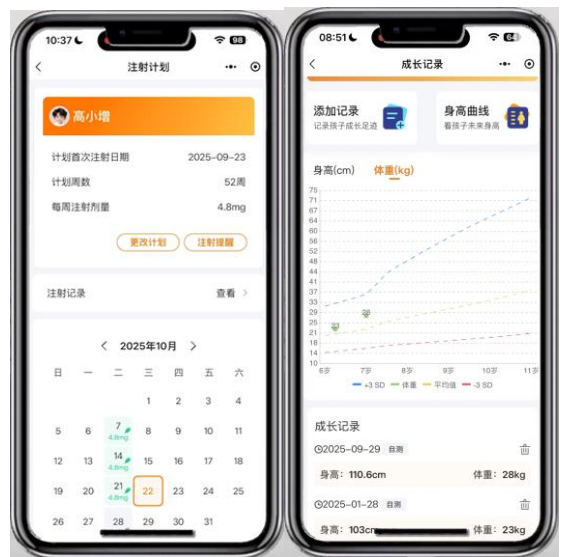 10:37
98
注射计划
高小增
计划首次注射日期 2025-09-23
计划周数 52周
每周注射剂量 4.8mg
更改计划 注射提醒
注射记录 查看
2025年10月
日 一 二 三 四 五 六
1 2 3 4
5 6 7 8 9 10 11
4.8mg
12 13 14 15 16 17 18
4.8mg
19 20 21 22 23 24 25
4.8mg
26 27 28 29 30 31
08:51
成长记录
添加记录
记录孩子成长足迹
身高曲线
看孩子未来身高
身高(cm) 体重(kg)
75
71
67
64
60
56
52
48
44
41
37
33
29
25
21
18
14
10
6岁 7岁 8岁 9岁 10岁 11岁
+3 SD 体重 平均值 -3 SD
成长记录
2025-09-29 自测
身高：110.6cm 体重：28kg
2025-01-28 自测
身高：103cm 体重：23kg